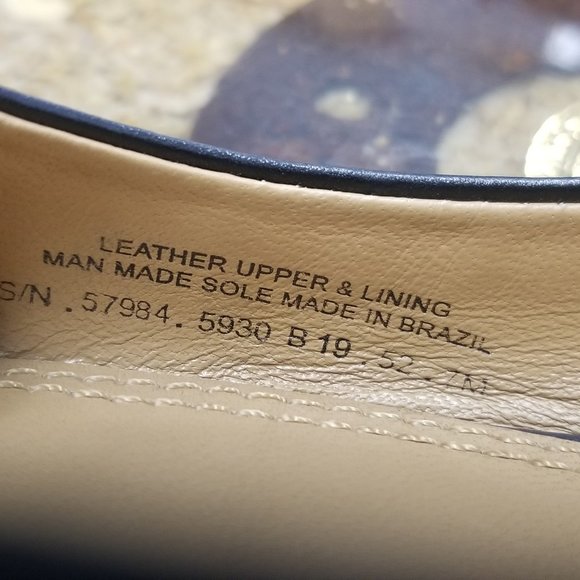 LEATHER UPPER & LINING
MAN MADE SOLE MADE IN BRAZIL
S/N . 57984 . 5930 B 19 . 52 . 7M